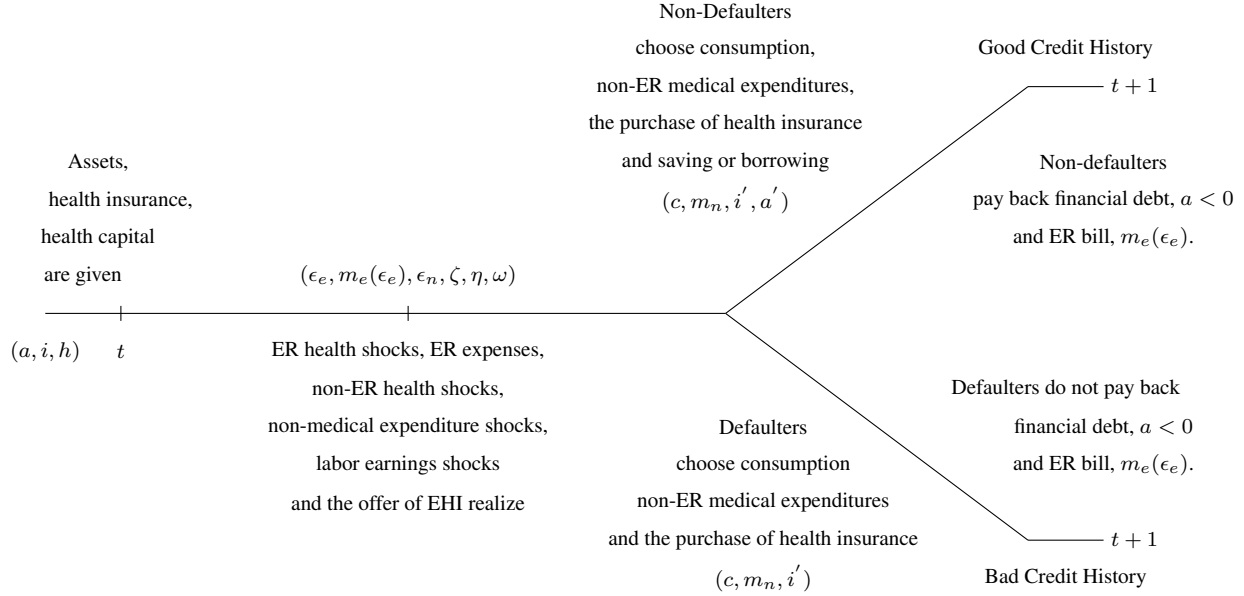 Assets,
health insurance,
health capital
are given
(a, i, h)
t
(ϵ_e, m_e(ϵ_e), ϵ_n, ζ, η, ω)
ER health shocks, ER expenses,
non-ER health shocks,
non-medical expenditure shocks,
labor earnings shocks
and the offer of EHI realize
Non-Defaulters
choose consumption,
non-ER medical expenditures,
the purchase of health insurance
and saving or borrowing
(c, m_n, i′, a′)
Good Credit History
t + 1
Non-defaulters
pay back financial debt, a < 0
and ER bill, m_e(ϵ_e).
Defaulters
choose consumption
non-ER medical expenditures
and the purchase of health insurance
(c, m_n, i′)
Defaulters do not pay back
financial debt, a < 0
and ER bill, m_e(ϵ_e).
t + 1
Bad Credit History